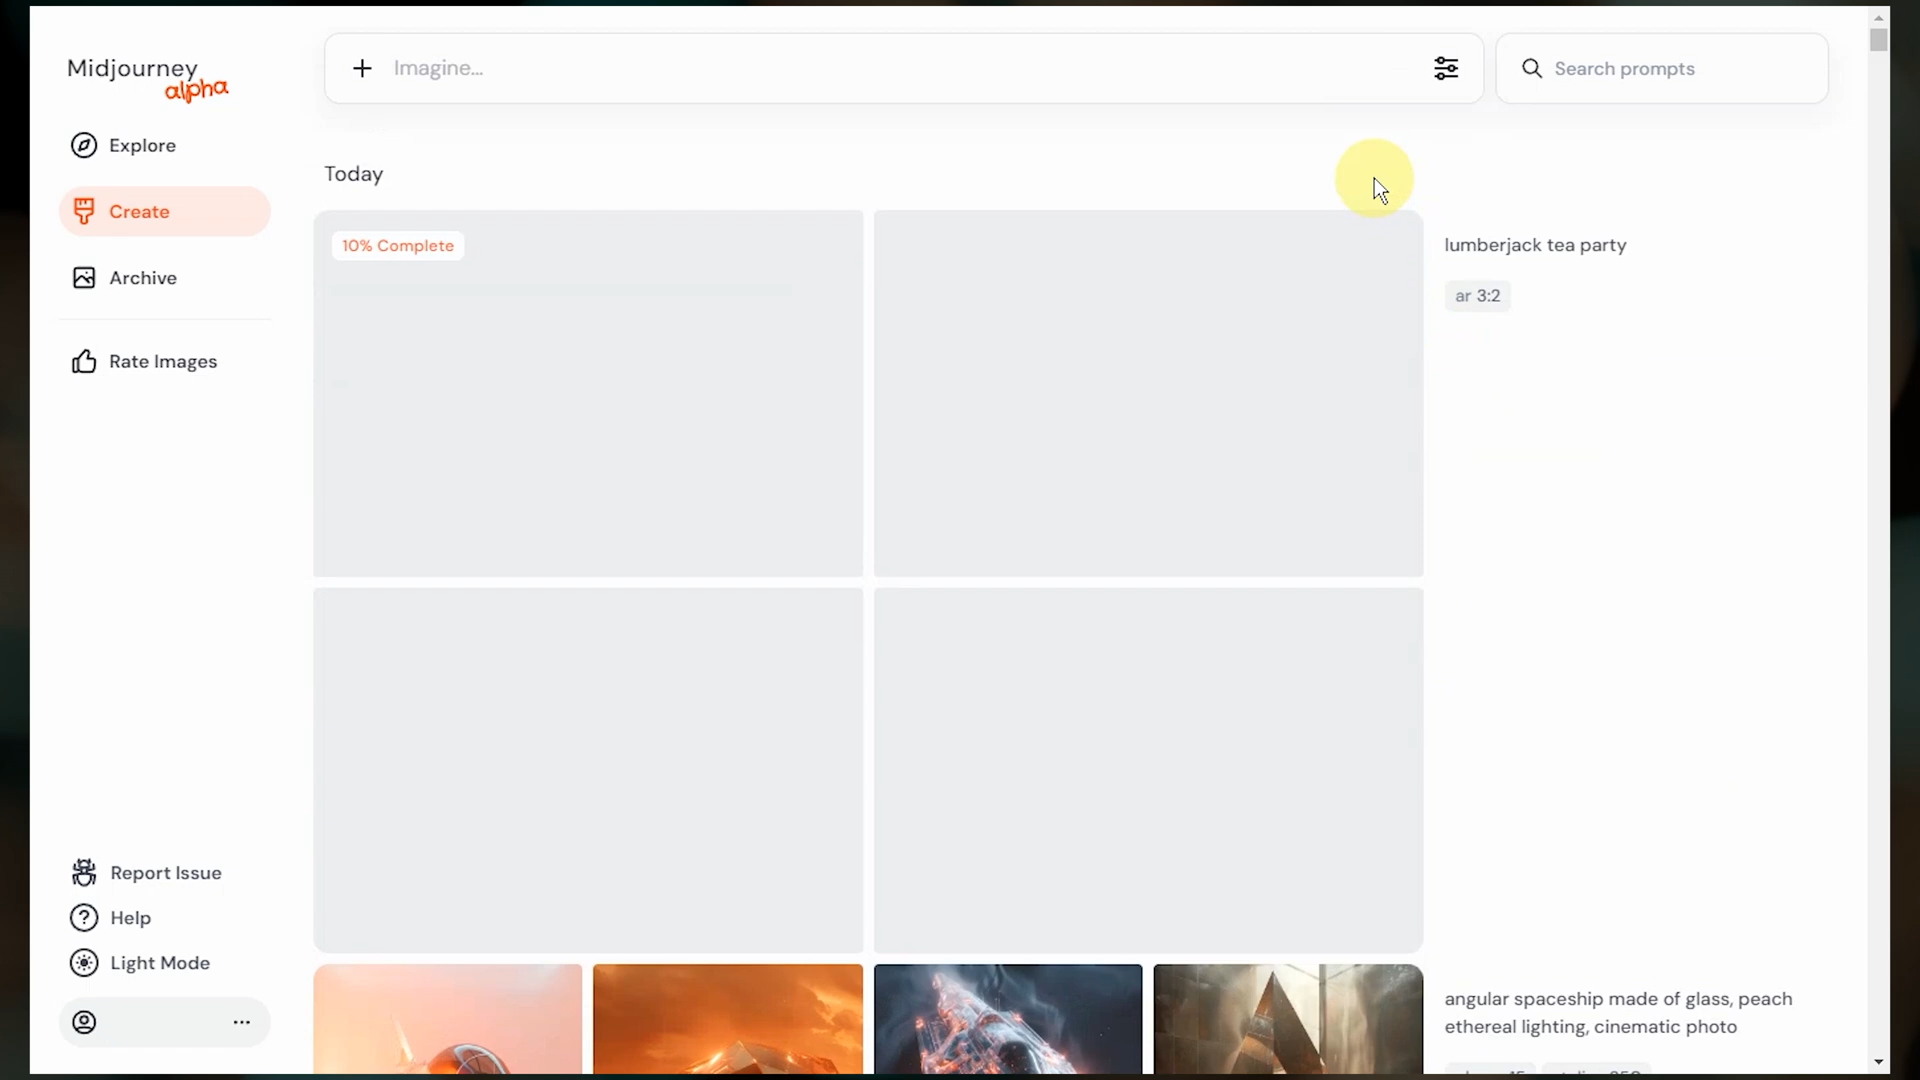 Midjourney
alpha
Imagine...
Search prompts
Explore
Create
Archive
Rate Images
Today
10% Complete
lumberjack tea party
ar 3:2
angular spaceship made of glass, peach
ethereal lighting, cinematic photo
Report Issue
Help
Light Mode